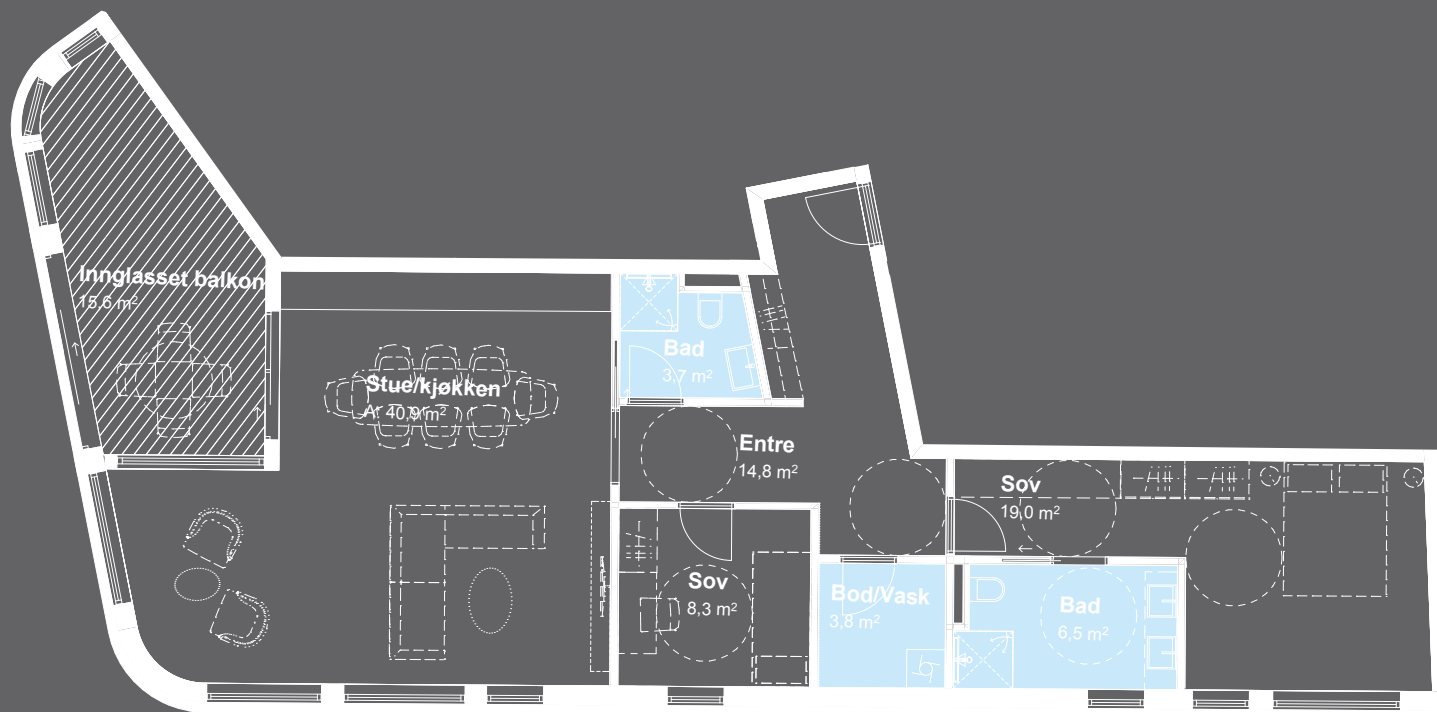 Innglasset balkon
15,6 m²
Stue/kjøkken
A: 40,9 m²
Bad
3,7 m²
Entre
14,8 m²
Sov
19,0 m²
Sov
8,3 m²
Bod/Vask
3,8 m²
Bad
6,5 m²